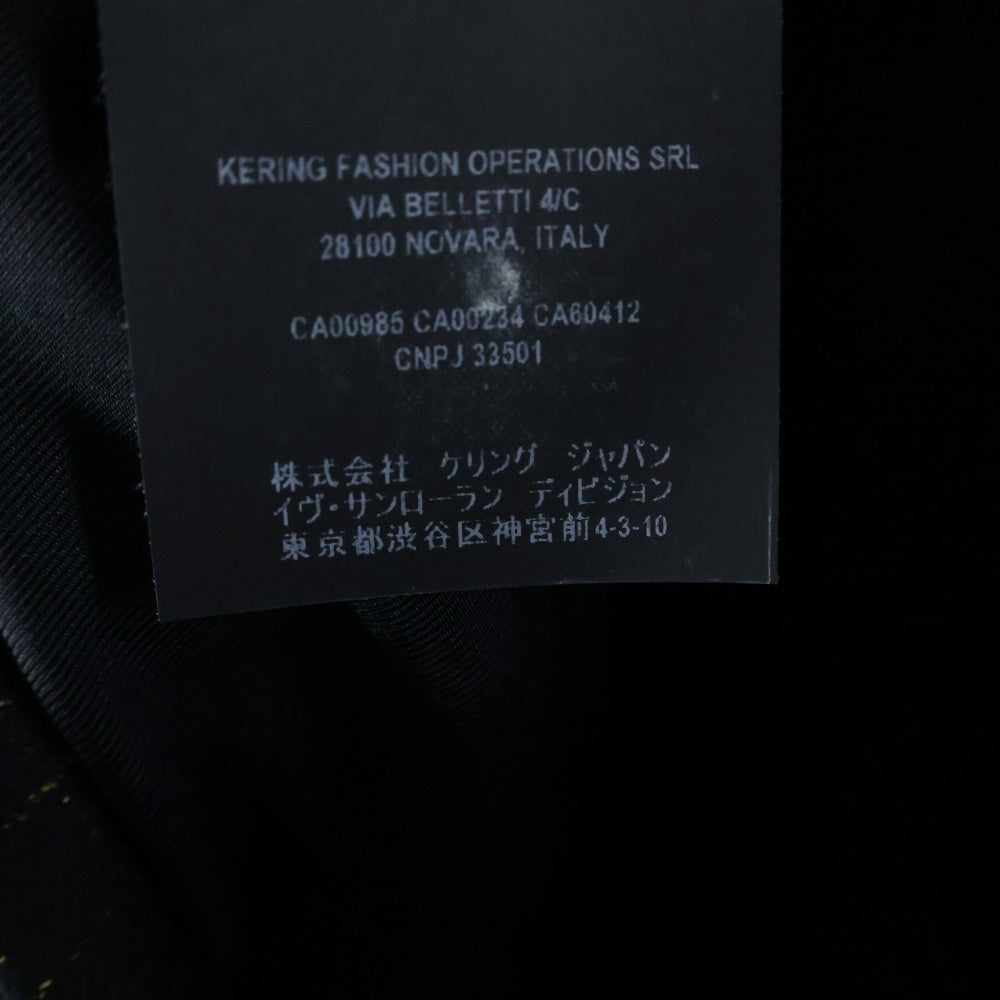 KERING FASHION OPERATIONS SRL
VIA BELLETTI 4/C
28100 NOVARA, ITALY
CA00985 CA00234 CA60412
CNPJ 33501
株式会社 ケリング ジャパン
イヴ・サンローラン ディビジョン
東京都渋谷区神宮前4-3-10